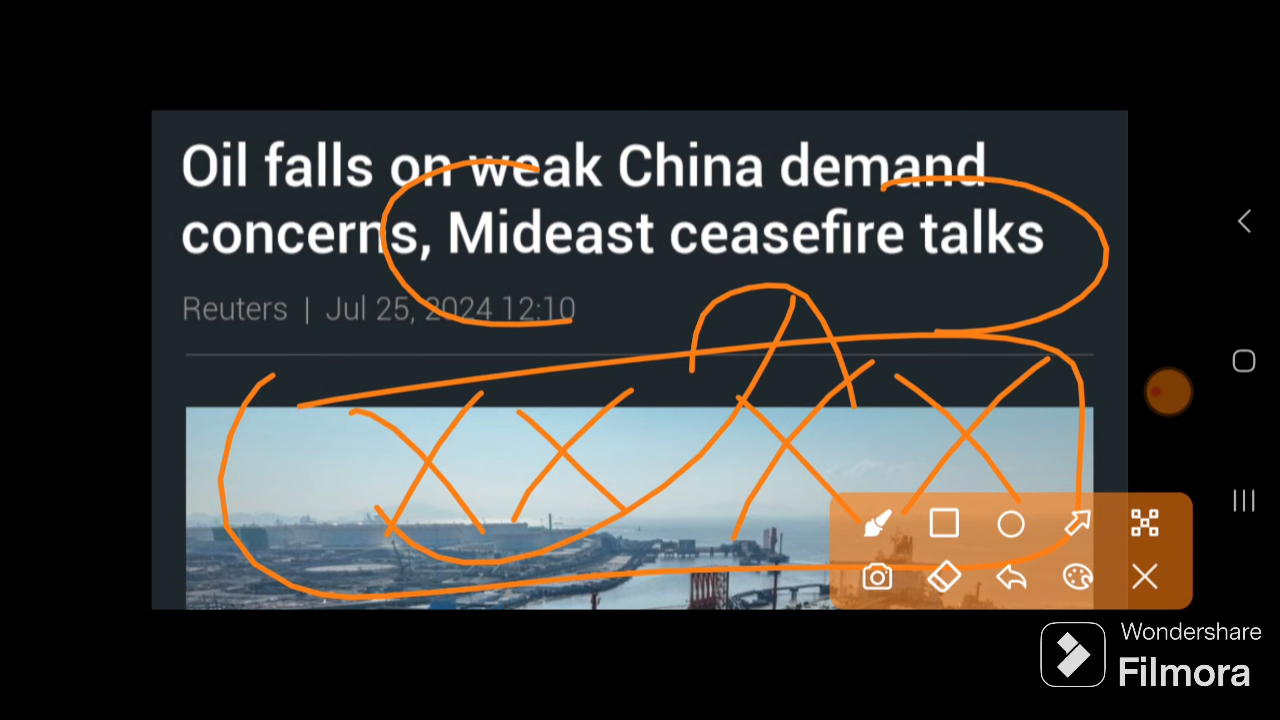 Oil falls on weak China demand
concerns, Mideast ceasefire talks
Reuters | Jul 25, 2024 12:10
Wondershare
Filmora